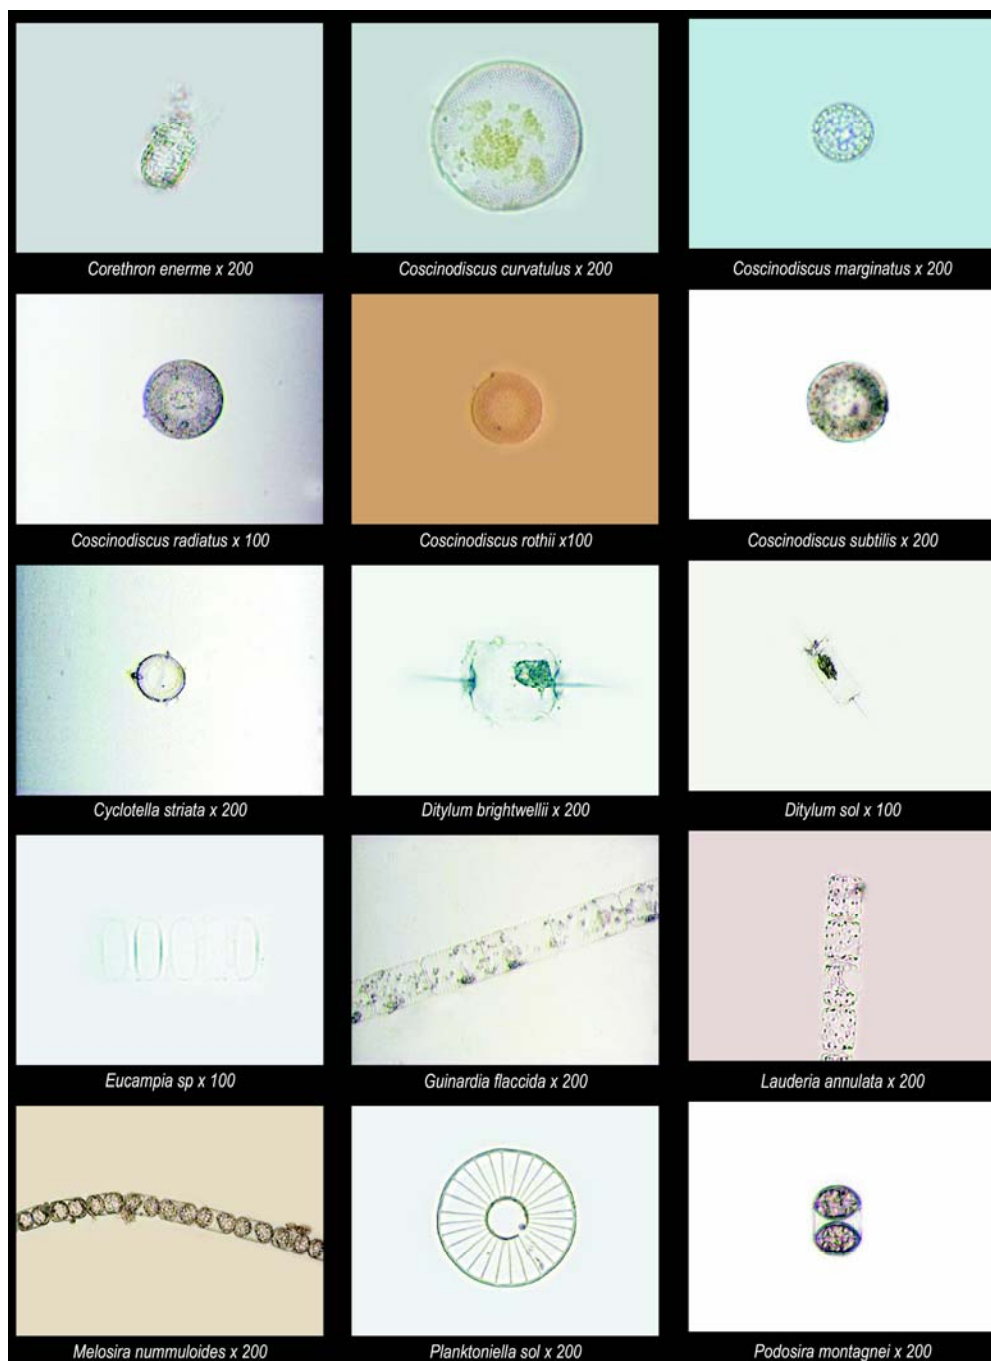 Corethron enerme x 200
Coscinodiscus curvatulus x 200
Coscinodiscus marginatus x 200
Coscinodiscus radiatus x 100
Coscinodiscus rothii x100
Coscinodiscus subtilis x 200
Cyclotella striata x 200
Ditylum brightwellii x 200
Ditylum sol x 100
Eucampia sp x 100
Guinardia flaccida x 200
Lauderia annulata x 200
Melosira nummuloides x 200
Planktoniella sol x 200
Podosira montagnei x 200